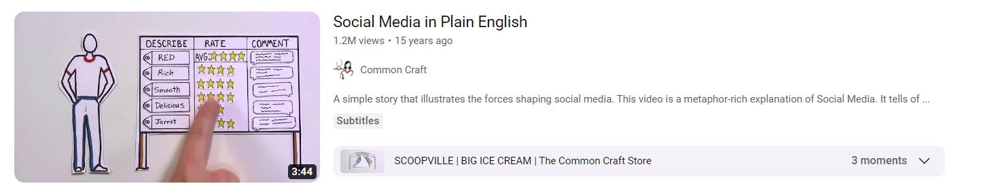 DESCRIBE RATE COMMENT
RED AVG:
Rich
Smooth
Delicious
Jarret
3:44
Social Media in Plain English
1.2M views • 15 years ago
Common Craft
A simple story that illustrates the forces shaping social media. This video is a metaphor-rich explanation of Social Media. It tells of ...
Subtitles
SCOOPVILLE | BIG ICE CREAM | The Common Craft Store
3 moments